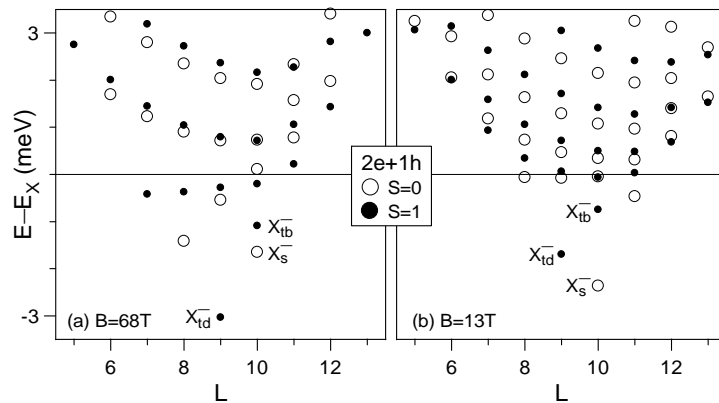 3
-3
E−E_X (meV)
X_td^−
X_s^−
X_tb^−
(a) B=68T
6
8
10
12
L
2e+1h
S=0
S=1
X_tb^−
X_td^−
X_s^−
(b) B=13T
4
6
8
10
12
L